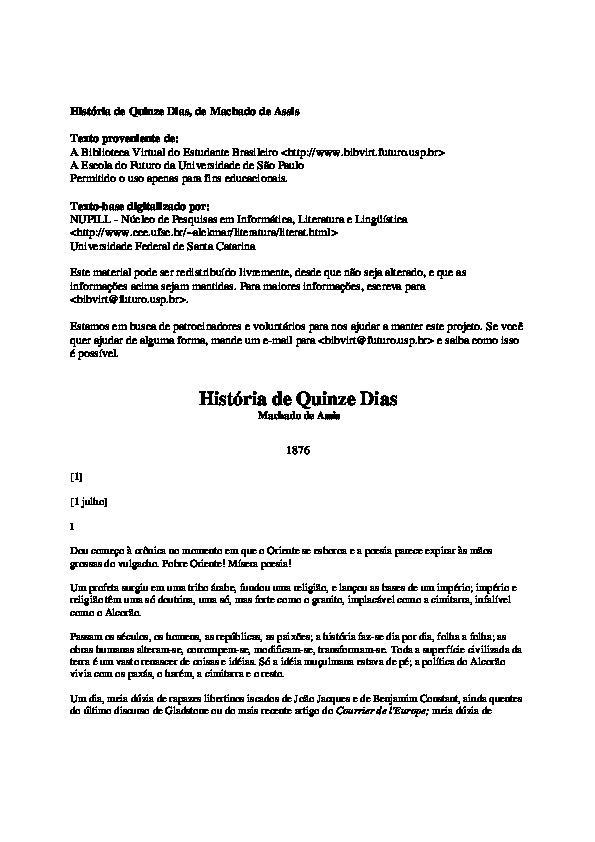 História de Quinze Dias, de Machado de Assis
Texto proveniente de:
A Biblioteca Virtual do Estudante Brasileiro <http://www.bibvirt.futuro.usp.br>
A Escola do Futuro da Universidade de São Paulo
Permitido o uso apenas para fins educacionais.
Texto-base digitalizado por:
NUPILL - Núcleo de Pesquisas em Informática, Literatura e Lingüística
<http://www.cce.ufsc.br/~alckmar/literatura/literat.html>
Universidade Federal de Santa Catarina
Este material pode ser redistribuído livremente, desde que não seja alterado, e que as
informações acima sejam mantidas. Para maiores informações, escreva para
<bibvirt@futuro.usp.br>.
Estamos em busca de patrocinadores e voluntários para nos ajudar a manter este projeto. Se você
quer ajudar de alguma forma, mande um e-mail para <bibvirt@futuro.usp.br> e saiba como isso
é possível.
História de Quinze Dias
Machado de Assis
1876
[1]
[1 julho]
I
Dou começo à crônica no momento em que o Oriente se esboroa e a poesia parece expirar às mãos
grossas do vulgacho. Pobre Oriente! Mísera poesia!
Um profeta surgiu em uma tribo árabe, fundou uma religião, e lançou as bases de um império; império e
religião têm uma só doutrina, uma só, mas forte como o granito, implacável como a cimitarra, infalível
como o Alcorão.
Passam os séculos, os homens, as repúblicas, as paixões; a história faz-se dia por dia, folha a folha; as
obras humanas alteram-se, corrompem-se, modificam-se, transformam-se. Toda a superfície civilizada da
terra é um vasto renascer de coisas e idéias. Só a idéia muçulmana estava de pé; a política do Alcorão
vivia com os paxás, o harém, a cimitarra e o resto.
Um dia, meia dúzia de rapazes libertinos iscados de João Jacques e de Benjamim Constant, ainda quentes
do último discurso de Gladstone ou do mais recente artigo do Courrier de l'Europe; meia dúzia de